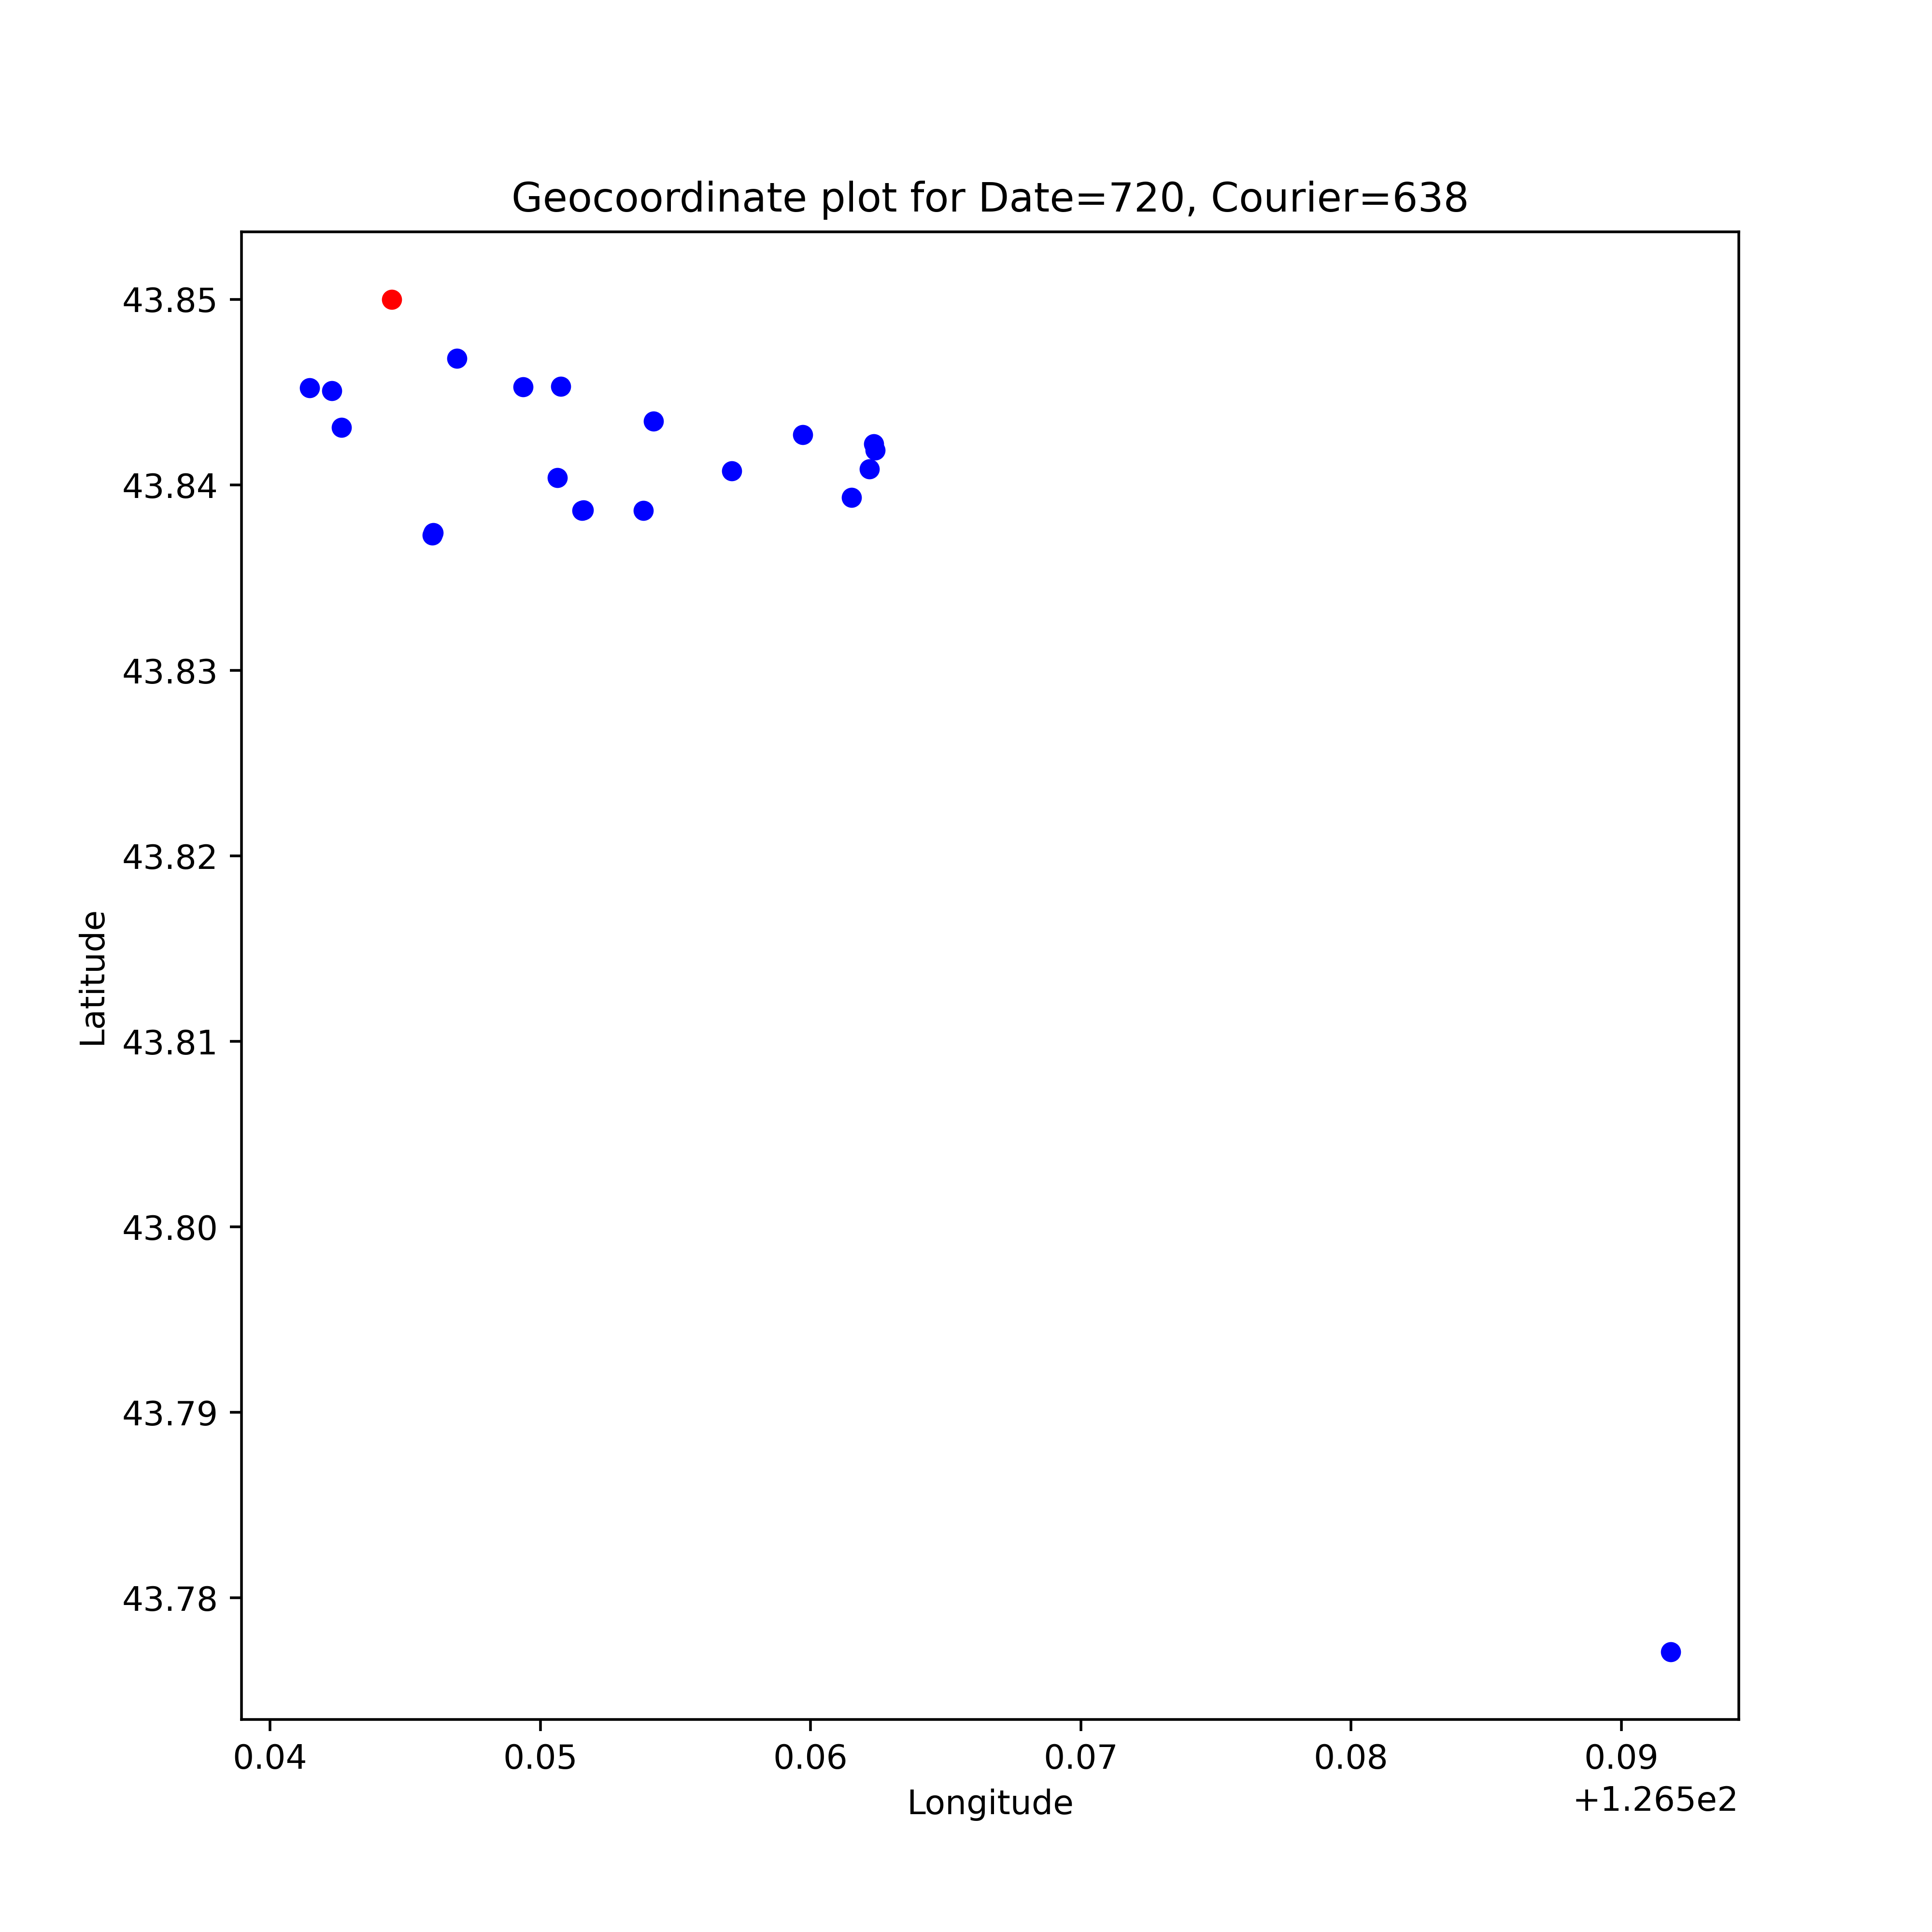 Geocoordinate plot for Date=720, Courier=638
43.85
43.84
43.83
43.82
43.81
43.80
43.79
43.78
Latitude
0.04 0.05 0.06 0.07 0.08 0.09
+1.265e2
Longitude